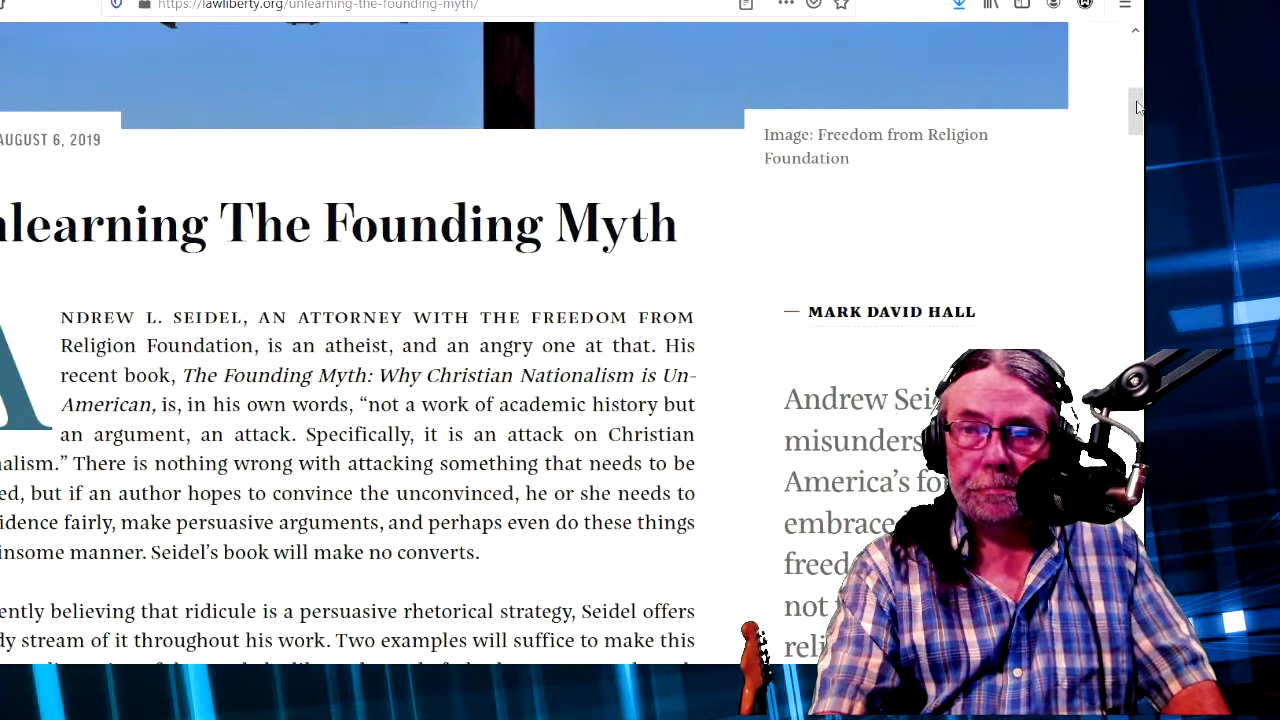 https://lawliberty.org/unlearning-the-founding-myth/
AUGUST 6, 2019
Image: Freedom from Religion
Foundation
nlearning The Founding Myth
MARK DAVID HALL
ANDREW L. SEIDEL, AN ATTORNEY WITH THE FREEDOM FROM
Religion Foundation, is an atheist, and an angry one at that. His
recent book, The Founding Myth: Why Christian Nationalism is Un-
American, is, in his own words, “not a work of academic history but
an argument, an attack. Specifically, it is an attack on Christian
nalism.” There is nothing wrong with attacking something that needs to be
ed, but if an author hopes to convince the unconvinced, he or she needs to
idence fairly, make persuasive arguments, and perhaps even do these things
insome manner. Seidel’s book will make no converts.
ently believing that ridicule is a persuasive rhetorical strategy, Seidel offers
dy stream of it throughout his work. Two examples will suffice to make this
Andrew Sei
misunders
America’s fo
embrace
freed
not
reli